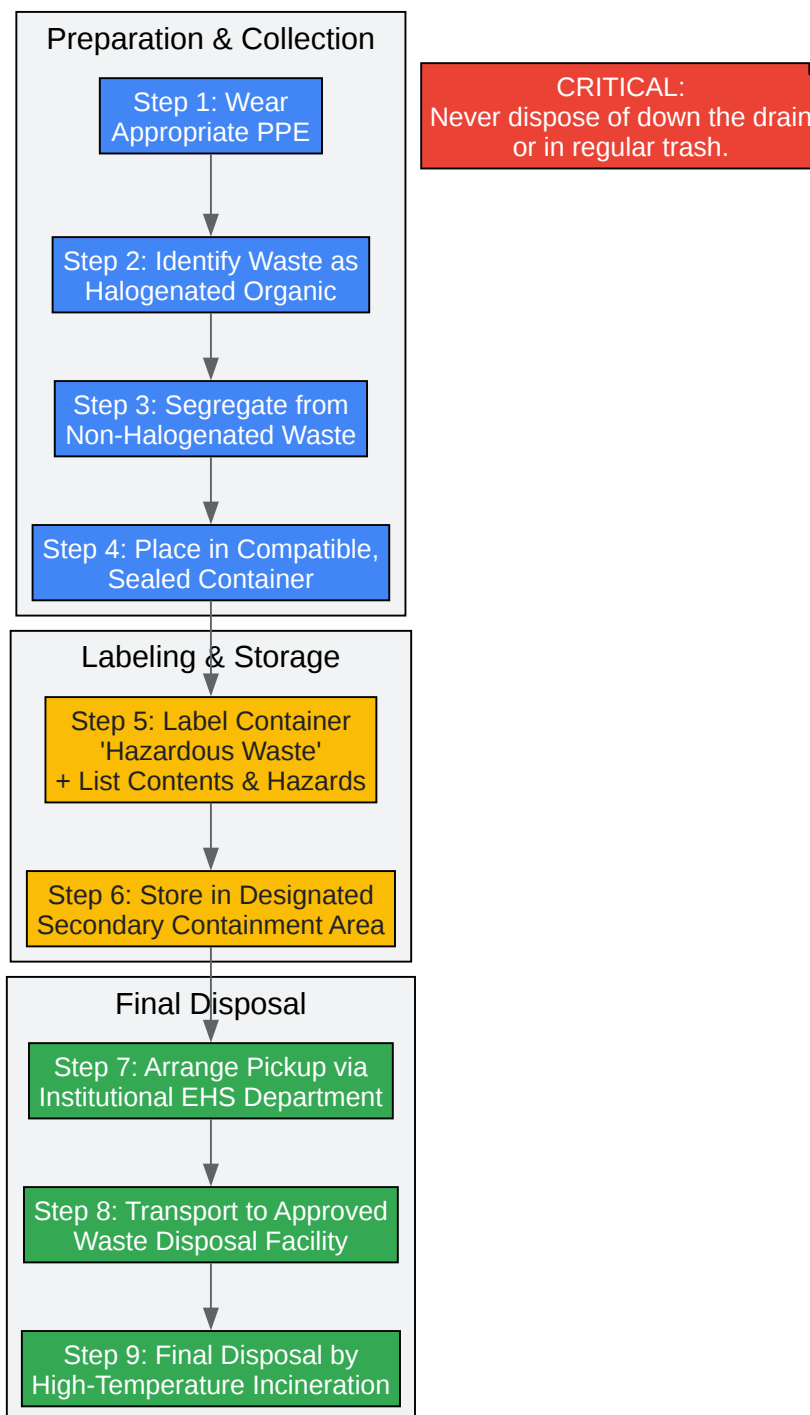 Preparation & Collection
Step 1: Wear
Appropriate PPE
Step 2: Identify Waste as
Halogenated Organic
Step 3: Segregate from
Non-Halogenated Waste
Step 4: Place in Compatible,
Sealed Container
CRITICAL:
Never dispose of down the drain
or in regular trash.
Labeling & Storage
Step 5: Label Container
'Hazardous Waste'
+ List Contents & Hazards
Step 6: Store in Designated
Secondary Containment Area
Final Disposal
Step 7: Arrange Pickup via
Institutional EHS Department
Step 8: Transport to Approved
Waste Disposal Facility
Step 9: Final Disposal by
High-Temperature Incineration